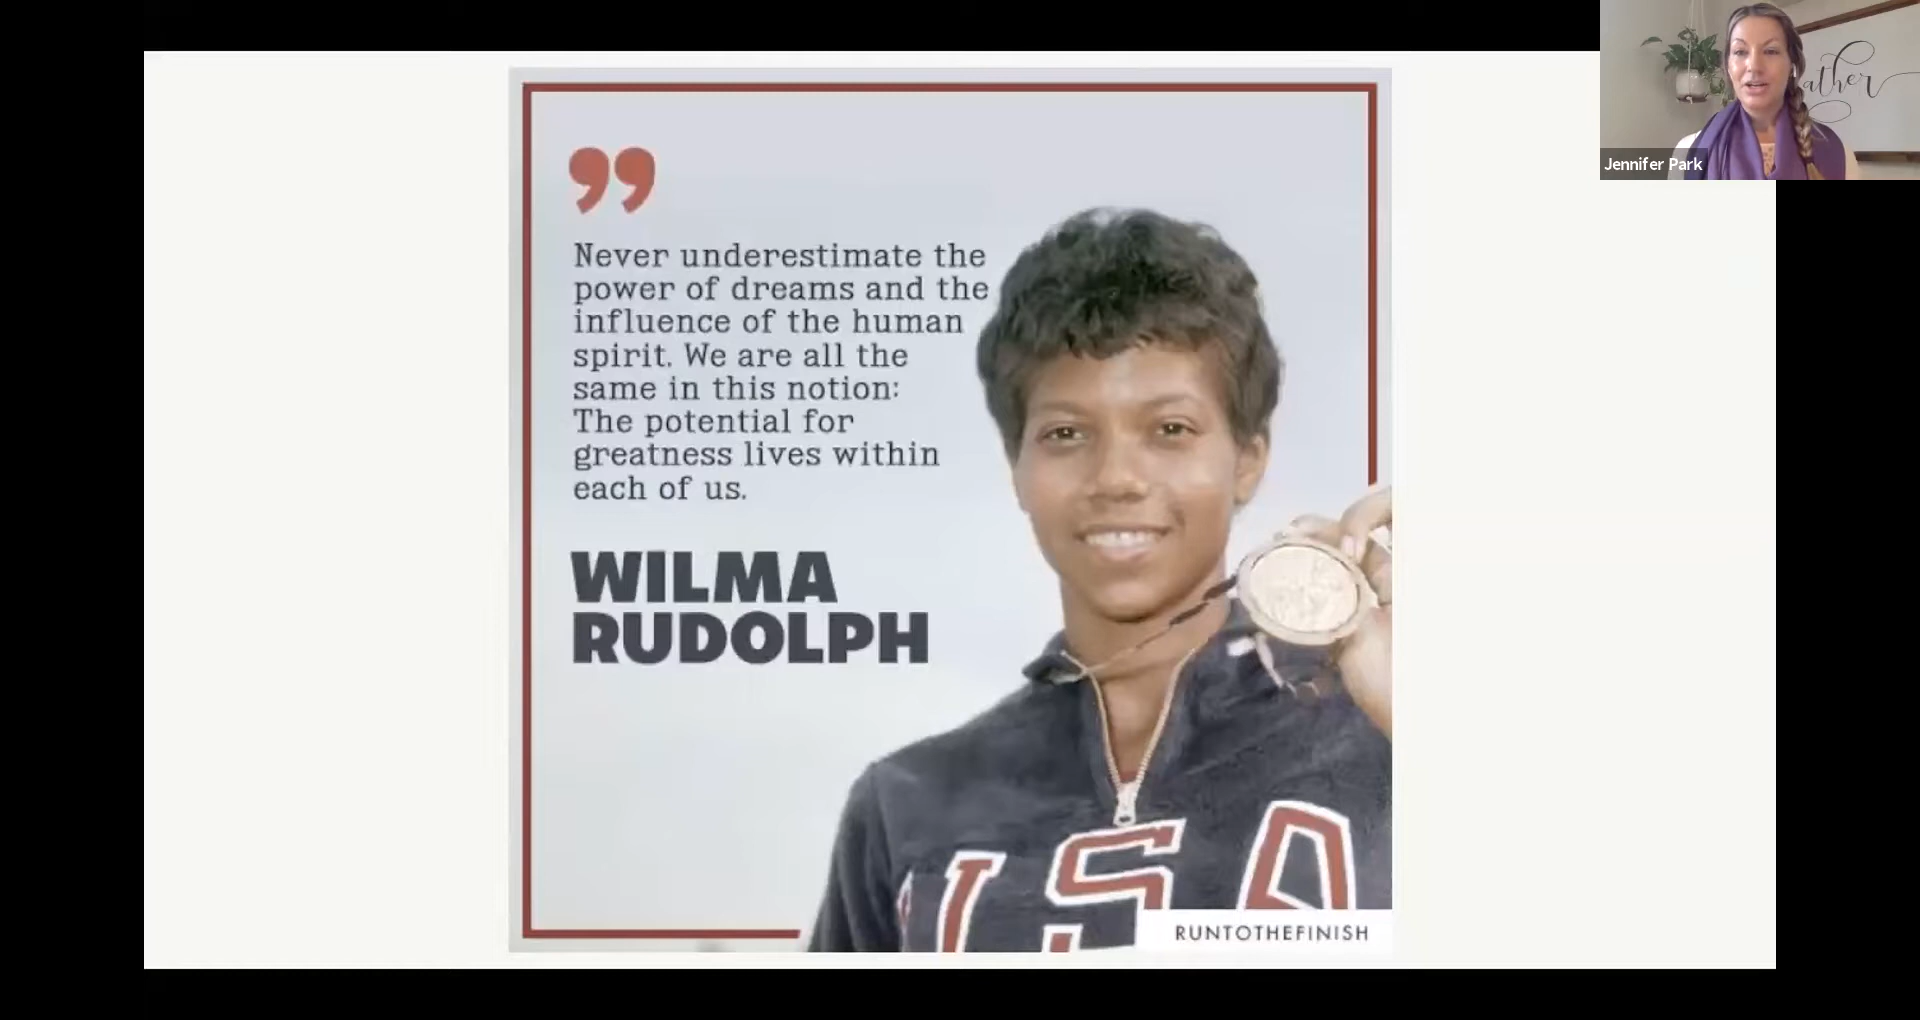 ”
Never underestimate the
power of dreams and the
influence of the human
spirit. We are all the
same in this notion:
The potential for
greatness lives within
each of us.
WILMA
RUDOLPH
USA
RUNTOTHEFINISH
ather
Jennifer Park